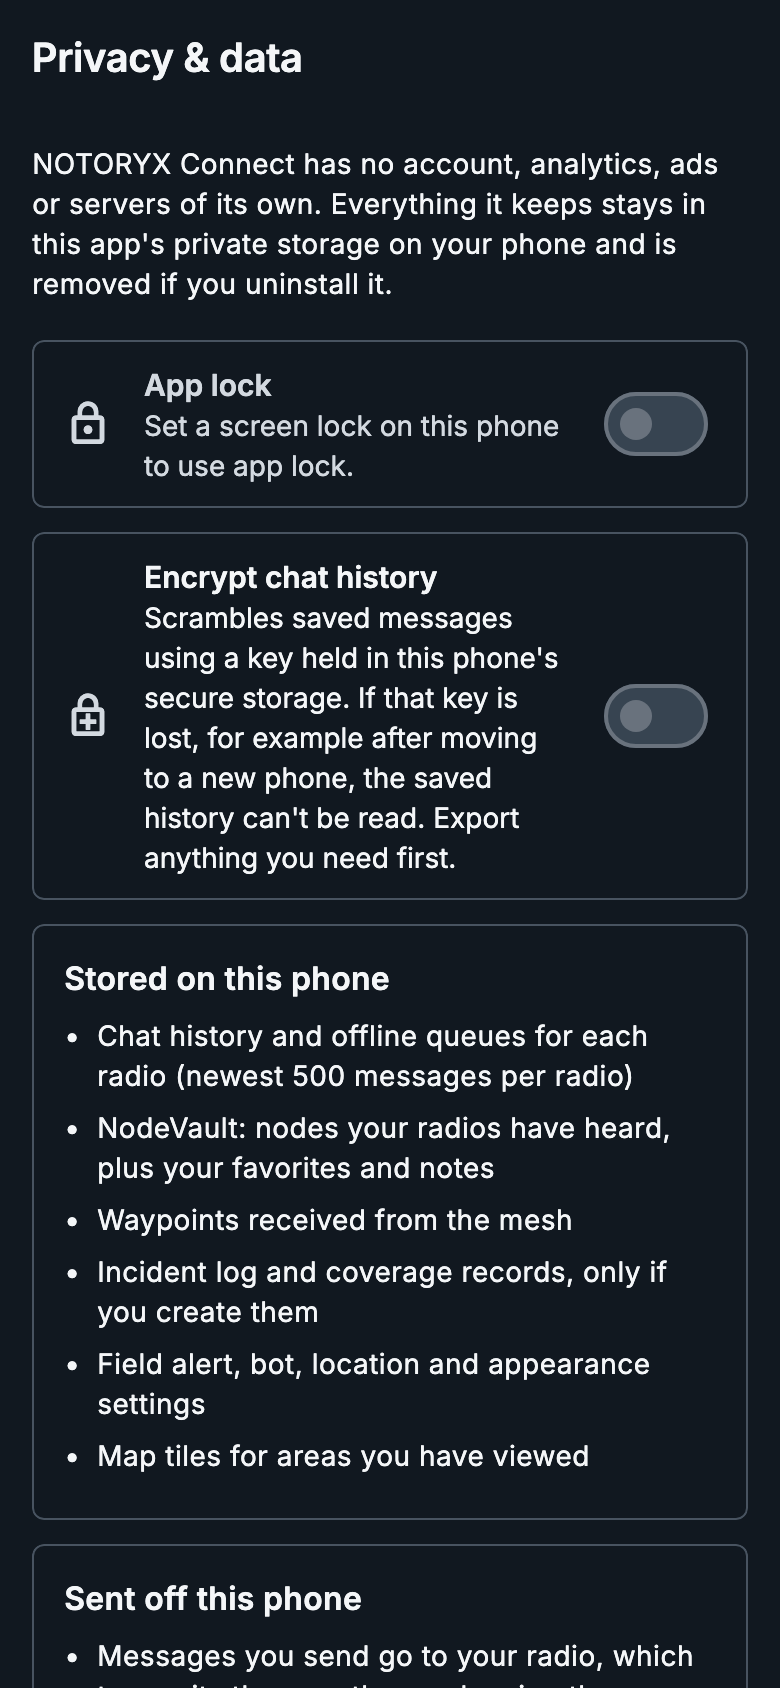 Privacy & data
NOTORYX Connect has no account, analytics, ads
or servers of its own. Everything it keeps stays in
this app's private storage on your phone and is
removed if you uninstall it.
App lock
Set a screen lock on this phone
to use app lock.
Encrypt chat history
Scrambles saved messages
using a key held in this phone's
secure storage. If that key is
lost, for example after moving
to a new phone, the saved
history can't be read. Export
anything you need first.
Stored on this phone
• Chat history and offline queues for each
radio (newest 500 messages per radio)
• NodeVault: nodes your radios have heard,
plus your favorites and notes
• Waypoints received from the mesh
• Incident log and coverage records, only if
you create them
• Field alert, bot, location and appearance
settings
• Map tiles for areas you have viewed
Sent off this phone
• Messages you send go to your radio, which